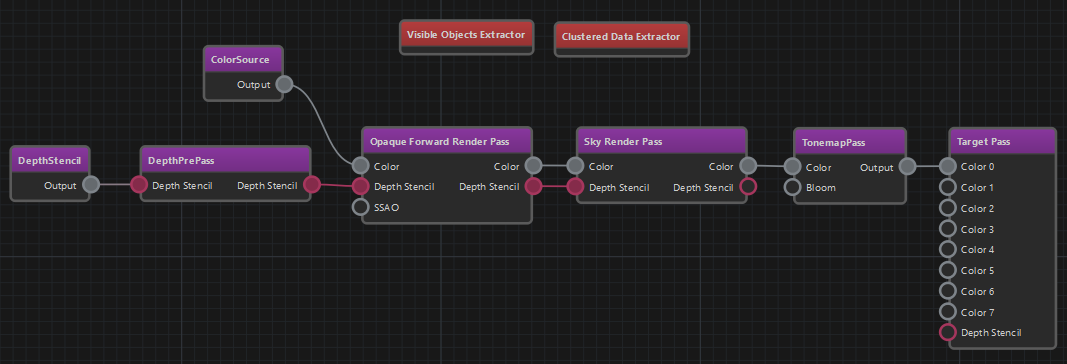 Visible Objects Extractor
Clustered Data Extractor
ColorSource
Output
DepthStencil
Output
DepthPrePass
Depth Stencil Depth Stencil
Opaque Forward Render Pass
Color Color
Depth Stencil Depth Stencil
SSAO
Sky Render Pass
Color Color
Depth Stencil Depth Stencil
TonemapPass
Color Output
Bloom
Target Pass
Color 0
Color 1
Color 2
Color 3
Color 4
Color 5
Color 6
Color 7
Depth Stencil